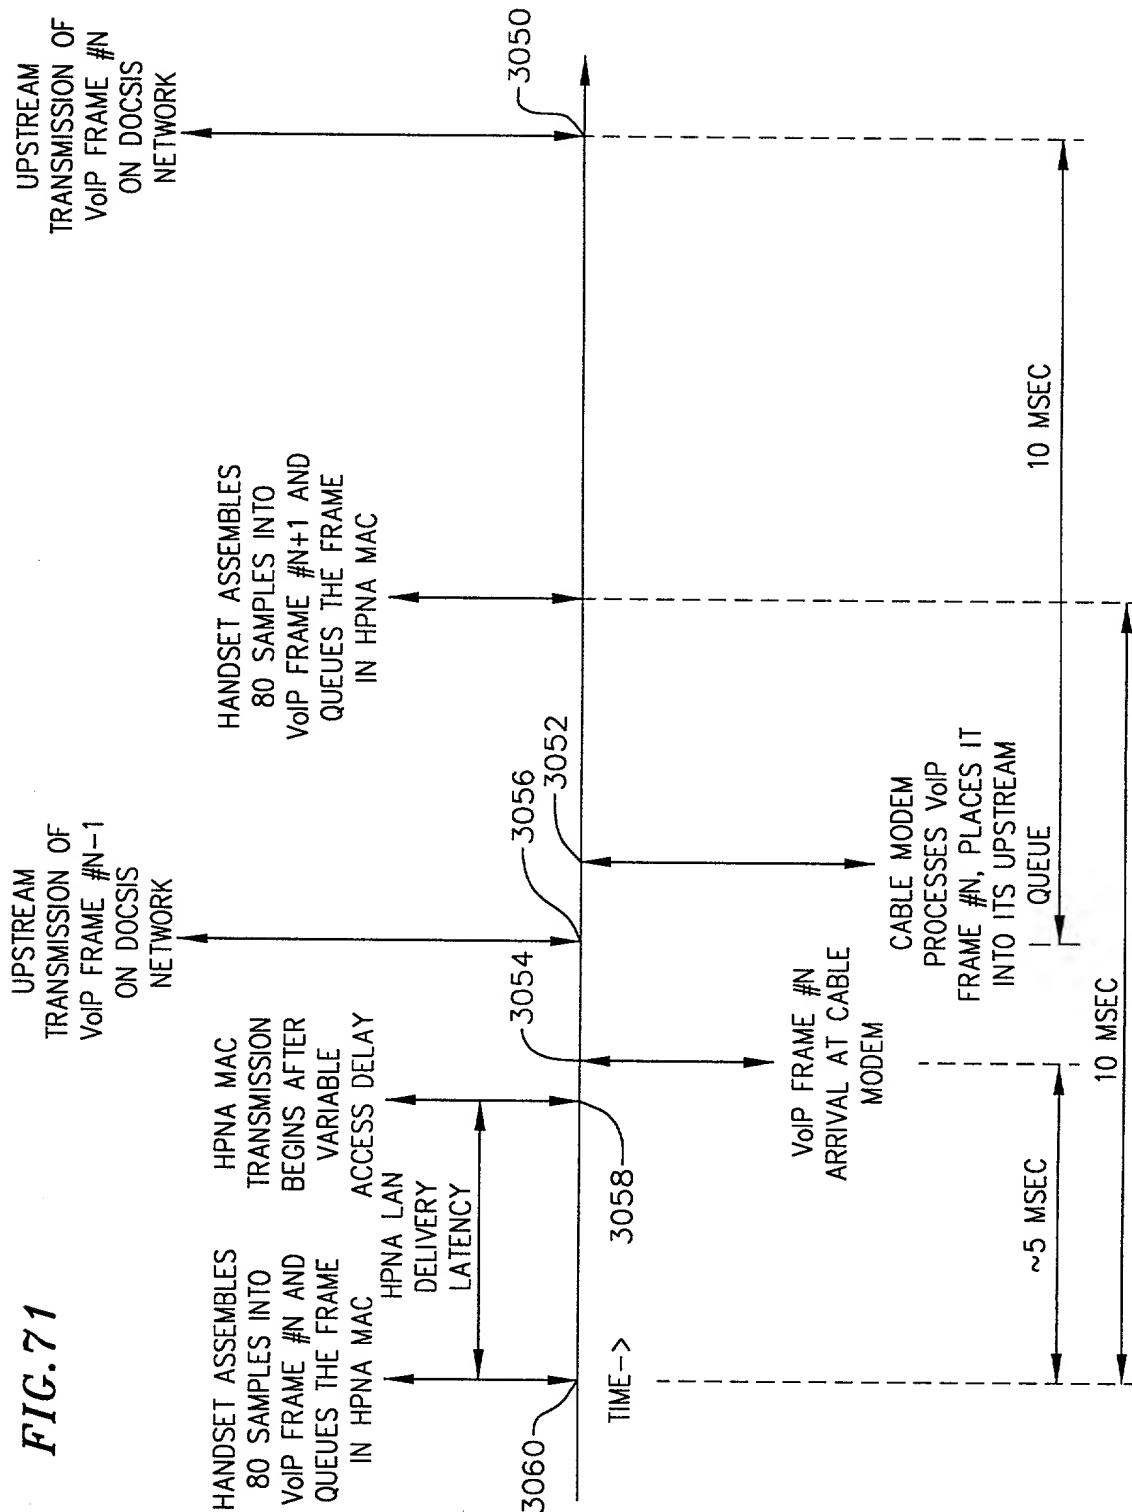 FIG.71
HANDSET ASSEMBLES
80 SAMPLES INTO
VoIP FRAME #N AND
QUEUES THE FRAME
IN HPNA MAC
HPNA LAN
DELIVERY
LATENCY
HPNA MAC
TRANSMISSION
BEGINS AFTER
VARIABLE
ACCESS DELAY
UPSTREAM
TRANSMISSION OF
VoIP FRAME #N-1
ON DOCSIS
NETWORK
HANDSET ASSEMBLES
80 SAMPLES INTO
VoIP FRAME #N+1 AND
QUEUES THE FRAME
IN HPNA MAC
UPSTREAM
TRANSMISSION OF
VoIP FRAME #N
ON DOCSIS
NETWORK
3060
3058
3054
3056
3052
3050
TIME->
VoIP FRAME #N
ARRIVAL AT CABLE
MODEM
CABLE MODEM
PROCESSES VoIP
FRAME #N, PLACES IT
INTO ITS UPSTREAM
QUEUE
~5 MSEC
10 MSEC
10 MSEC